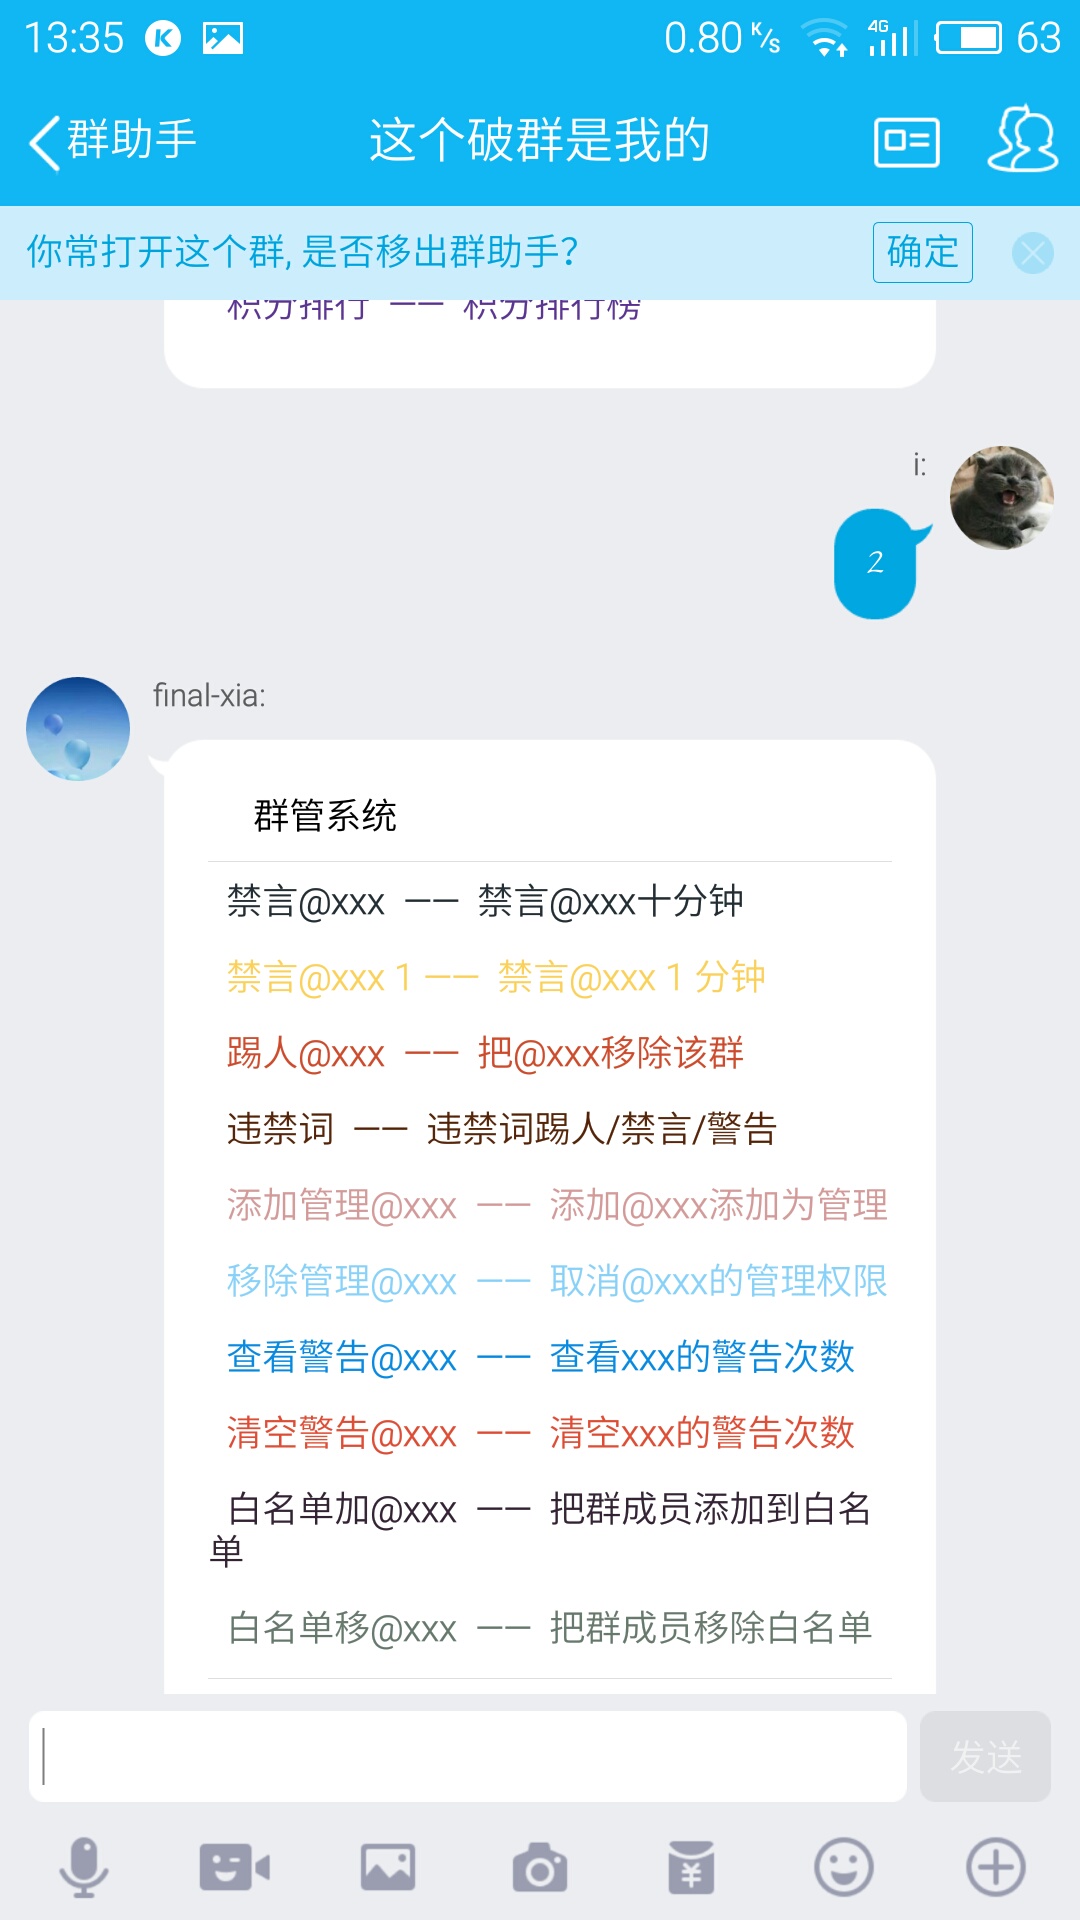 13:35 0.80 K/s 4G 63
群助手 这个破群是我的
你常打开这个群, 是否移出群助手? 确定
积分排行 —— 积分排行榜
i:
2
final-xia:
群管系统
禁言@xxx —— 禁言@xxx十分钟
禁言@xxx 1 —— 禁言@xxx 1 分钟
踢人@xxx —— 把@xxx移除该群
违禁词 —— 违禁词踢人/禁言/警告
添加管理@xxx —— 添加@xxx添加为管理
移除管理@xxx —— 取消@xxx的管理权限
查看警告@xxx —— 查看xxx的警告次数
清空警告@xxx —— 清空xxx的警告次数
白名单加@xxx —— 把群成员添加到白名
单
白名单移@xxx —— 把群成员移除白名单
发送